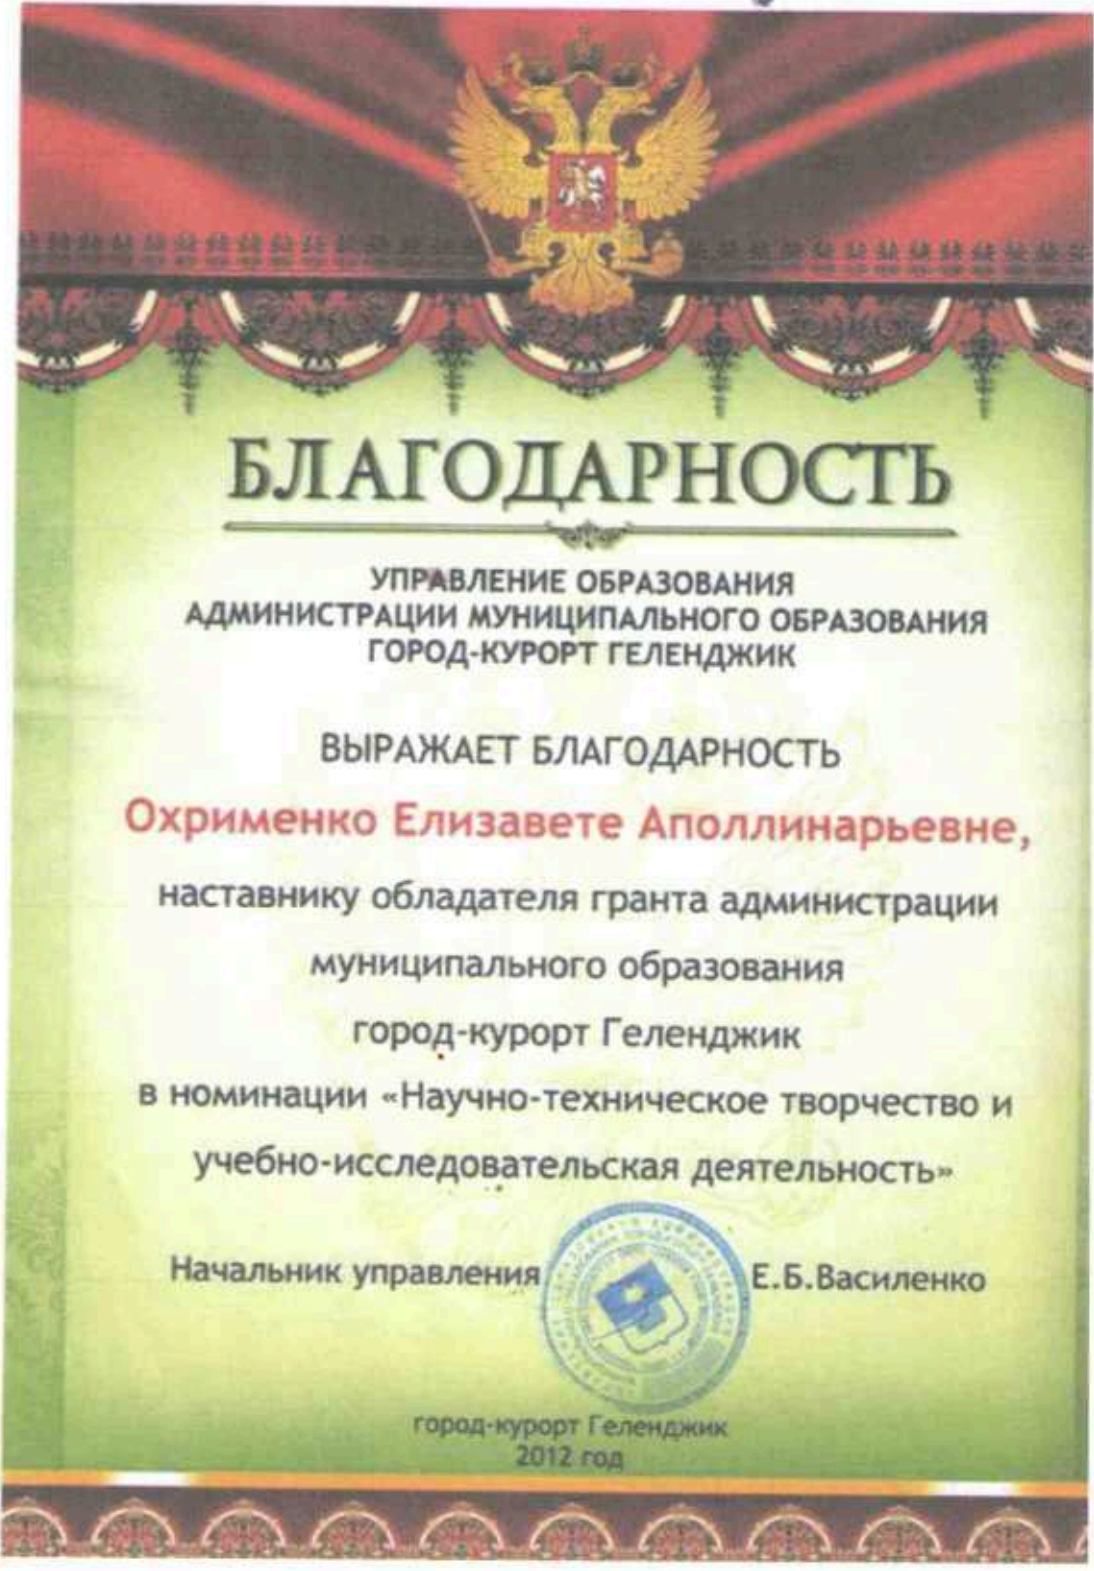 БЛАГОДАРНОСТЬ
УПРАВЛЕНИЕ ОБРАЗОВАНИЯ
АДМИНИСТРАЦИИ МУНИЦИПАЛЬНОГО ОБРАЗОВАНИЯ
ГОРОД-КУРОРТ ГЕЛЕНДЖИК
ВЫРАЖАЕТ БЛАГОДАРНОСТЬ
Охрименко Елизавете Аполлинарьевне,
наставнику обладателя гранта администрации
муниципального образования
город-курорт Геленджик
в номинации «Научно-техническое творчество и
учебно-исследовательская деятельность»
Начальник управления Е.Б.Василенко
город-курорт Геленджик
2012 год